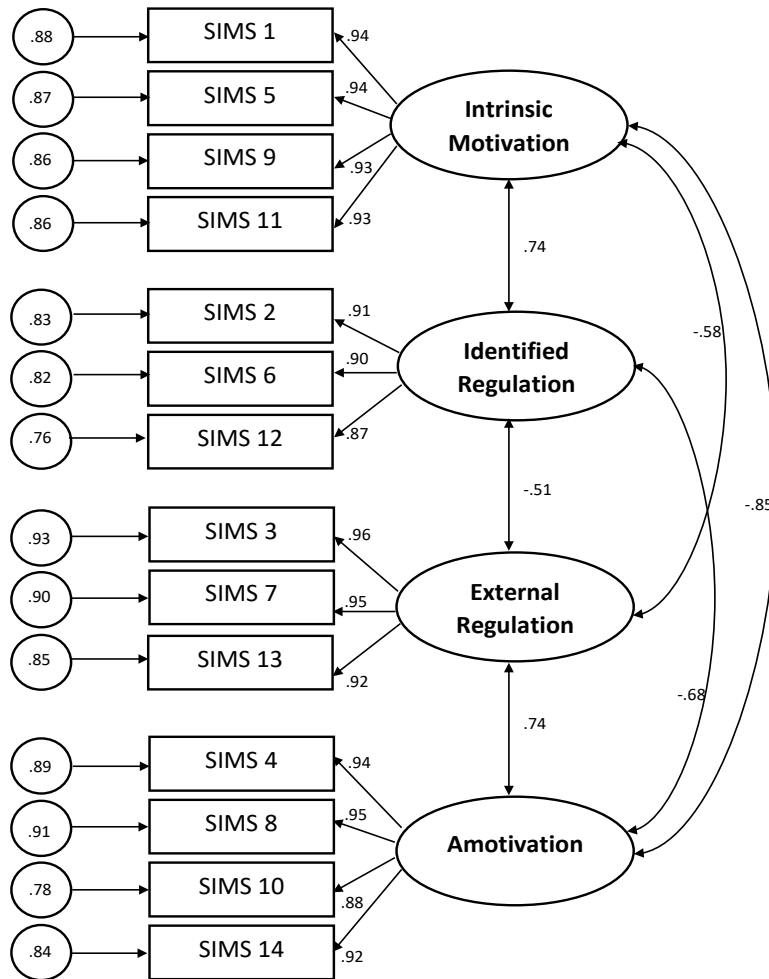 .88
SIMS 1
.94
.87
SIMS 5
.94
.86
SIMS 9
.93
.86
SIMS 11
.93
Intrinsic
Motivation
.74
.83
SIMS 2
.91
.82
SIMS 6
.90
.76
SIMS 12
.87
Identified
Regulation
-.58
-.51
-.85
.93
SIMS 3
.96
.90
SIMS 7
.95
.85
SIMS 13
.92
External
Regulation
-.68
.74
.89
SIMS 4
.94
.91
SIMS 8
.95
.78
SIMS 10
.88
.84
SIMS 14
.92
Amotivation